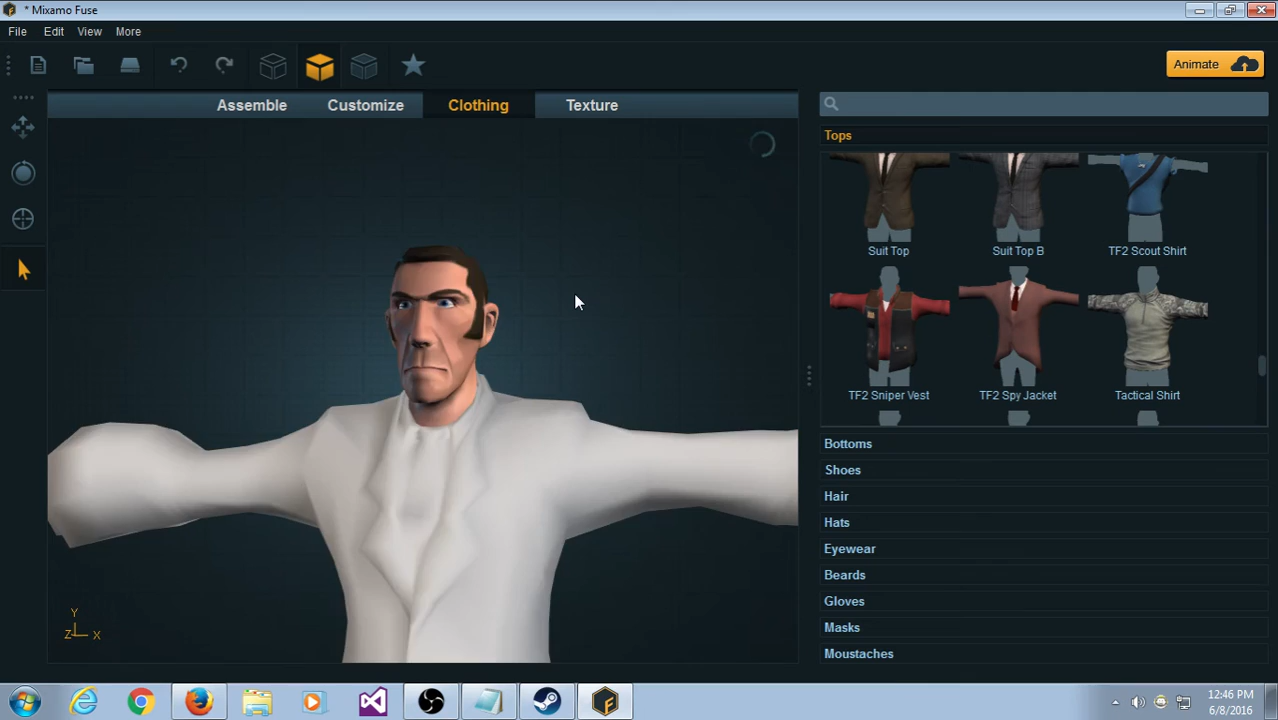 * Mixamo Fuse
File Edit View More
Animate
Assemble Customize Clothing Texture
Tops
Suit Top Suit Top B TF2 Scout Shirt
TF2 Sniper Vest TF2 Spy Jacket Tactical Shirt
Bottoms
Shoes
Hair
Hats
Eyewear
Beards
Gloves
Masks
Moustaches
Y
Z X
12:46 PM
6/8/2016